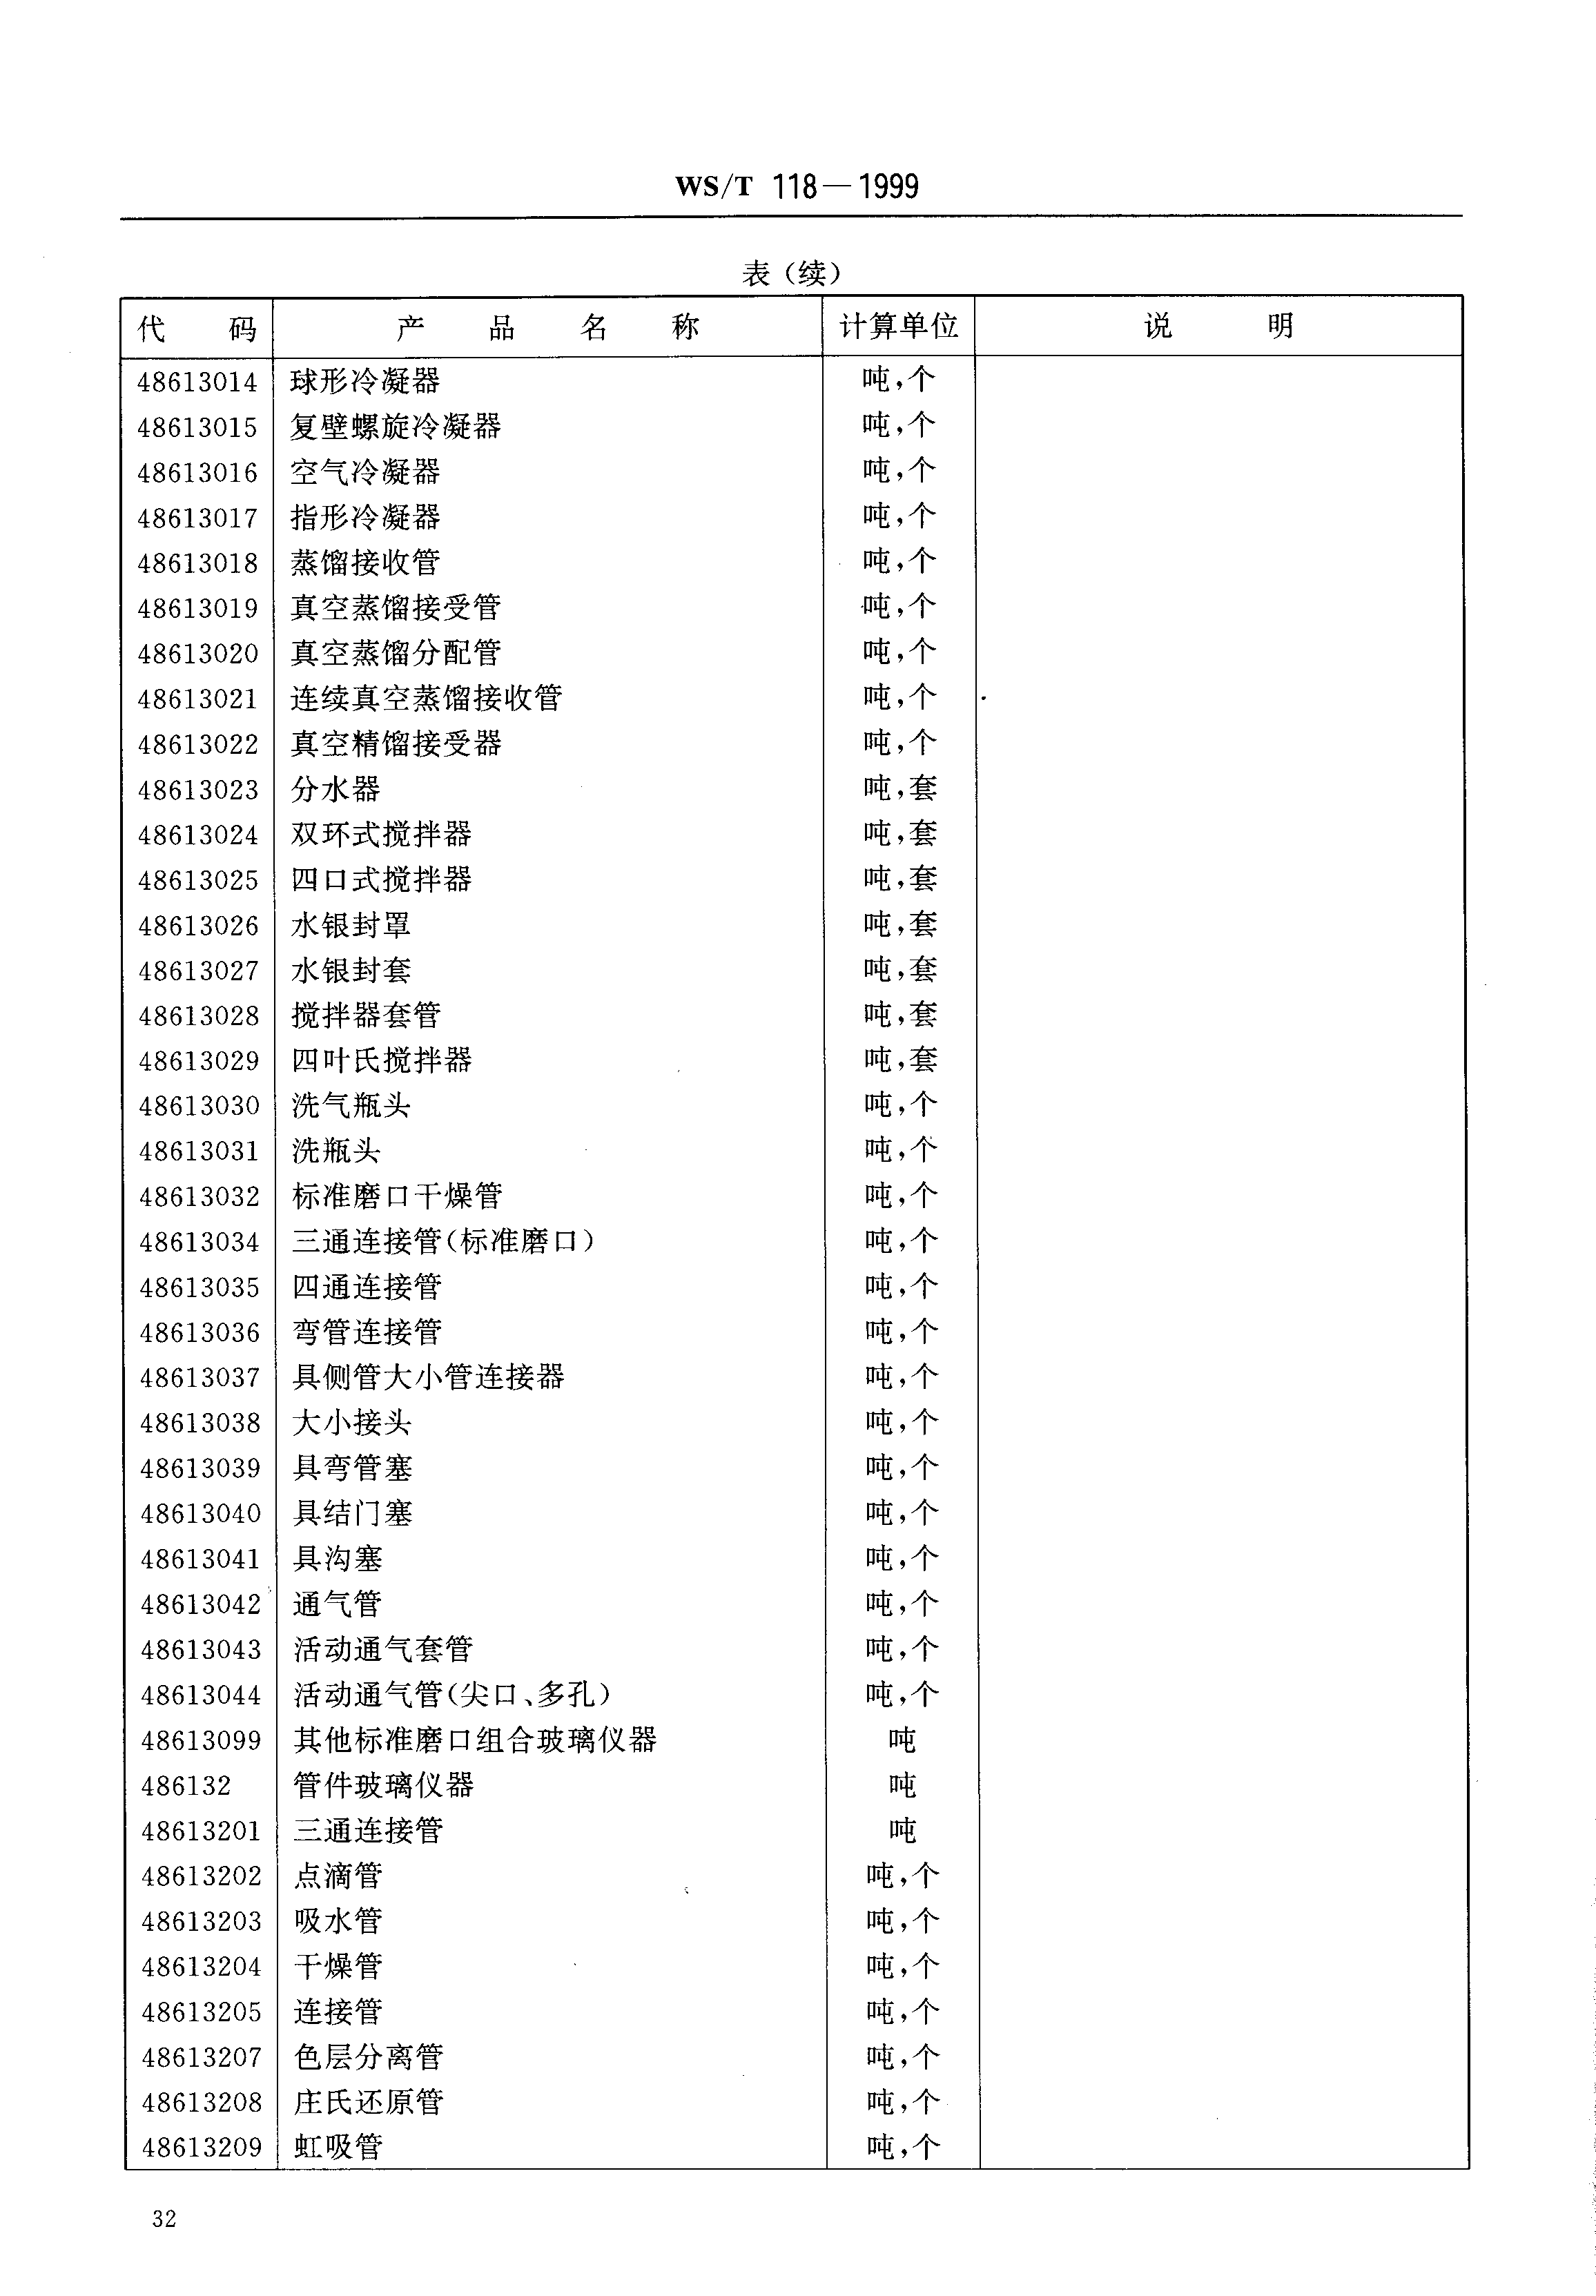 WS/T 118—1999
表（续）
代 码 产 品 名 称 计算单位 说 明
48613014 球形冷凝器 吨,个
48613015 复壁螺旋冷凝器 吨,个
48613016 空气冷凝器 吨,个
48613017 指形冷凝器 吨,个
48613018 蒸馏接收管 吨,个
48613019 真空蒸馏接受管 吨,个
48613020 真空蒸馏分配管 吨,个
48613021 连续真空蒸馏接收管 吨,个
48613022 真空精馏接受器 吨,个
48613023 分水器 吨,套
48613024 双环式搅拌器 吨,套
48613025 四口式搅拌器 吨,套
48613026 水银封罩 吨,套
48613027 水银封套 吨,套
48613028 搅拌器套管 吨,套
48613029 四叶氏搅拌器 吨,套
48613030 洗气瓶头 吨,个
48613031 洗瓶头 吨,个
48613032 标准磨口干燥管 吨,个
48613034 三通连接管(标准磨口) 吨,个
48613035 四通连接管 吨,个
48613036 弯管连接管 吨,个
48613037 具侧管大小管连接器 吨,个
48613038 大小接头 吨,个
48613039 具弯管塞 吨,个
48613040 具结门塞 吨,个
48613041 具沟塞 吨,个
48613042 通气管 吨,个
48613043 活动通气套管 吨,个
48613044 活动通气管(尖口、多孔) 吨,个
48613099 其他标准磨口组合玻璃仪器 吨
486132 管件玻璃仪器 吨
48613201 三通连接管 吨
48613202 点滴管 吨,个
48613203 吸水管 吨,个
48613204 干燥管 吨,个
48613205 连接管 吨,个
48613207 色层分离管 吨,个
48613208 庄氏还原管 吨,个
48613209 虹吸管 吨,个
32